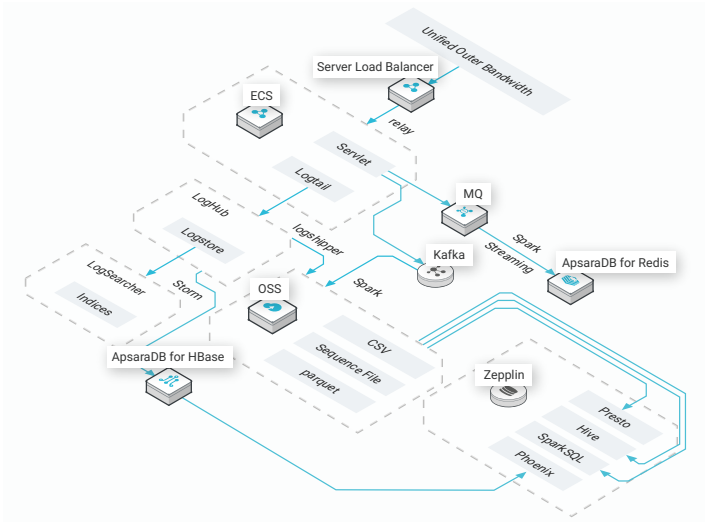 Unified Outer Bandwidth
Server Load Balancer
ECS
relay
Servlet
Logtail
MQ
LogHub
Logstore
logshipper
Kafka
Spark
Streaming
ApsaraDB for Redis
LogSearcher
Indices
Storm
OSS
Spark
CSV
Sequence File
parquet
ApsaraDB for HBase
Zepplin
Presto
Hive
SparkSQL
Phoenix